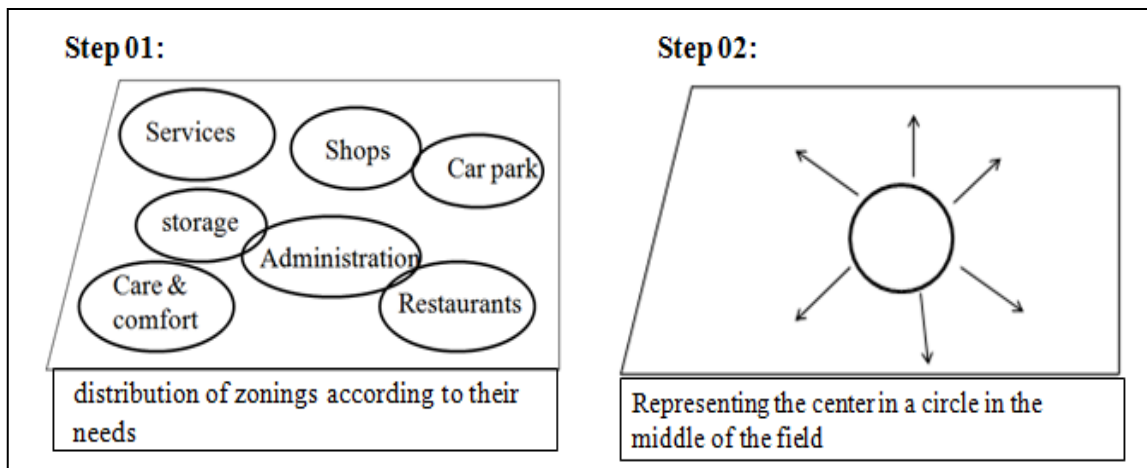 Step 01:
Services
Shops
Car park
storage
Administration
Care &
comfort
Restaurants
distribution of zonings according to their
needs
Step 02:
Representing the center in a circle in the
middle of the field